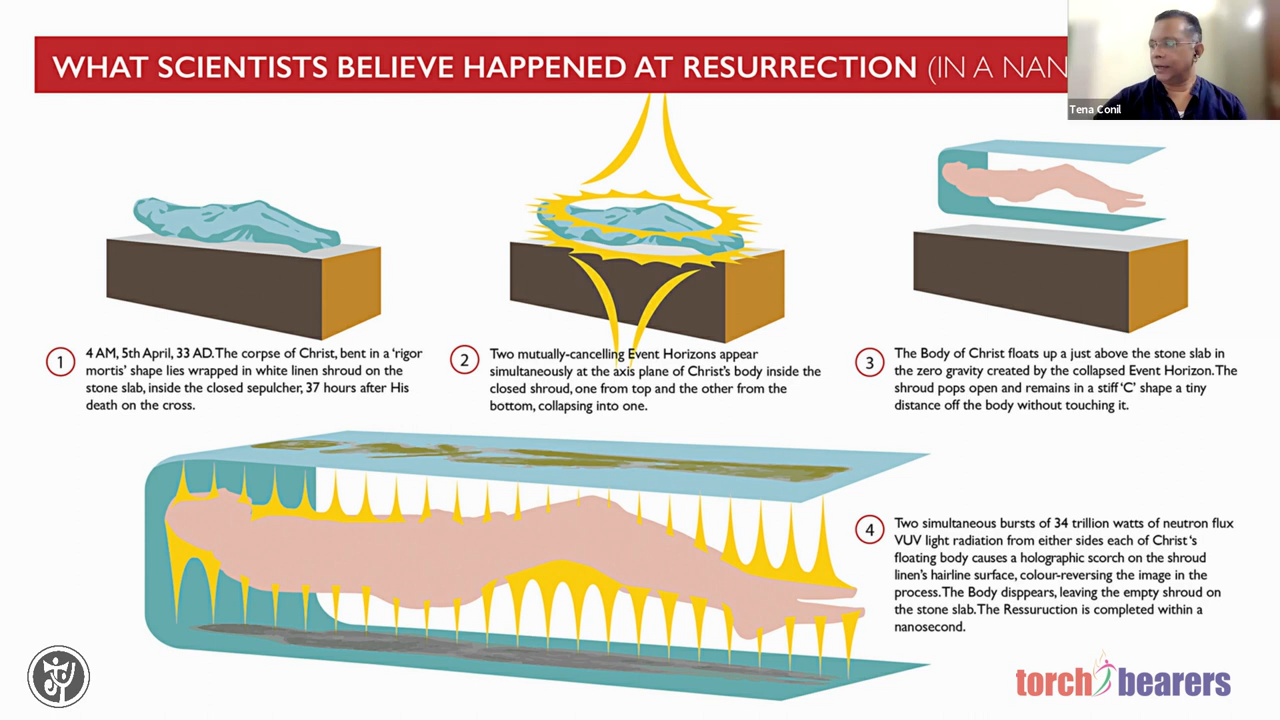 WHAT SCIENTISTS BELIEVE HAPPENED AT RESURRECTION (IN A NAN
Tena Conil
1
4 AM, 5th April, 33 AD. The corpse of Christ, bent in a 'rigor
mortis' shape lies wrapped in white linen shroud on the
stone slab, inside the closed sepulcher, 37 hours after His
death on the cross.
2
Two mutually-cancelling Event Horizons appear
simultaneously at the axis plane of Christ's body inside the
closed shroud, one from top and the other from the
bottom, collapsing into one.
3
The Body of Christ floats up a just above the stone slab in
the zero gravity created by the collapsed Event Horizon. The
shroud pops open and remains in a stiff 'C' shape a tiny
distance off the body without touching it.
4
Two simultaneous bursts of 34 trillion watts of neutron flux
VUV light radiation from either sides each of Christ's
floating body causes a holographic scorch on the shroud
linen's hairline surface, colour-reversing the image in the
process. The Body disppears, leaving the empty shroud on
the stone slab. The Ressuruction is completed within a
nanosecond.
torch bearers